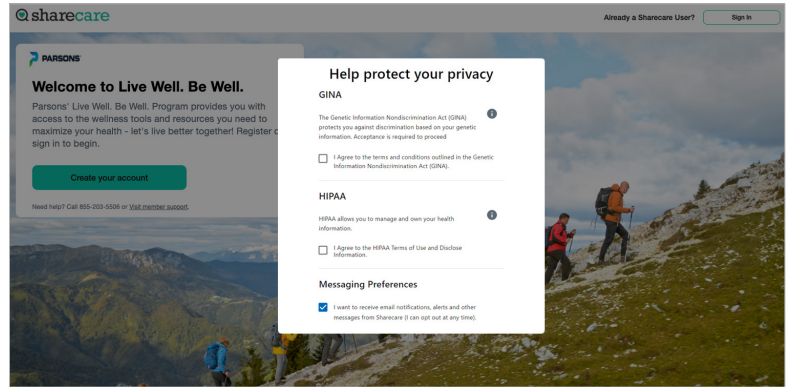 sharecare
Already a Sharecare User?
Sign In
PARSONS
Welcome to Live Well. Be Well.
Parsons' Live Well. Be Well. Program provides you with
access to the wellness tools and resources you need to
maximize your health - let's live better together! Register o
sign in to begin.
Create your account
Need help? Call 855-203-5506 or Visit member support.
Help protect your privacy
GINA
The Genetic Information Nondiscrimination Act (GINA)
protects you against discrimination based on your genetic
information. Acceptance is required to proceed
I Agree to the terms and conditions outlined in the Genetic
Information Nondiscrimination Act (GINA).
HIPAA
HIPAA allows you to manage and own your health
information.
I Agree to the HIPAA Terms of Use and Disclose
Information.
Messaging Preferences
I want to receive email notifications, alerts and other
messages from Sharecare (I can opt out at any time).